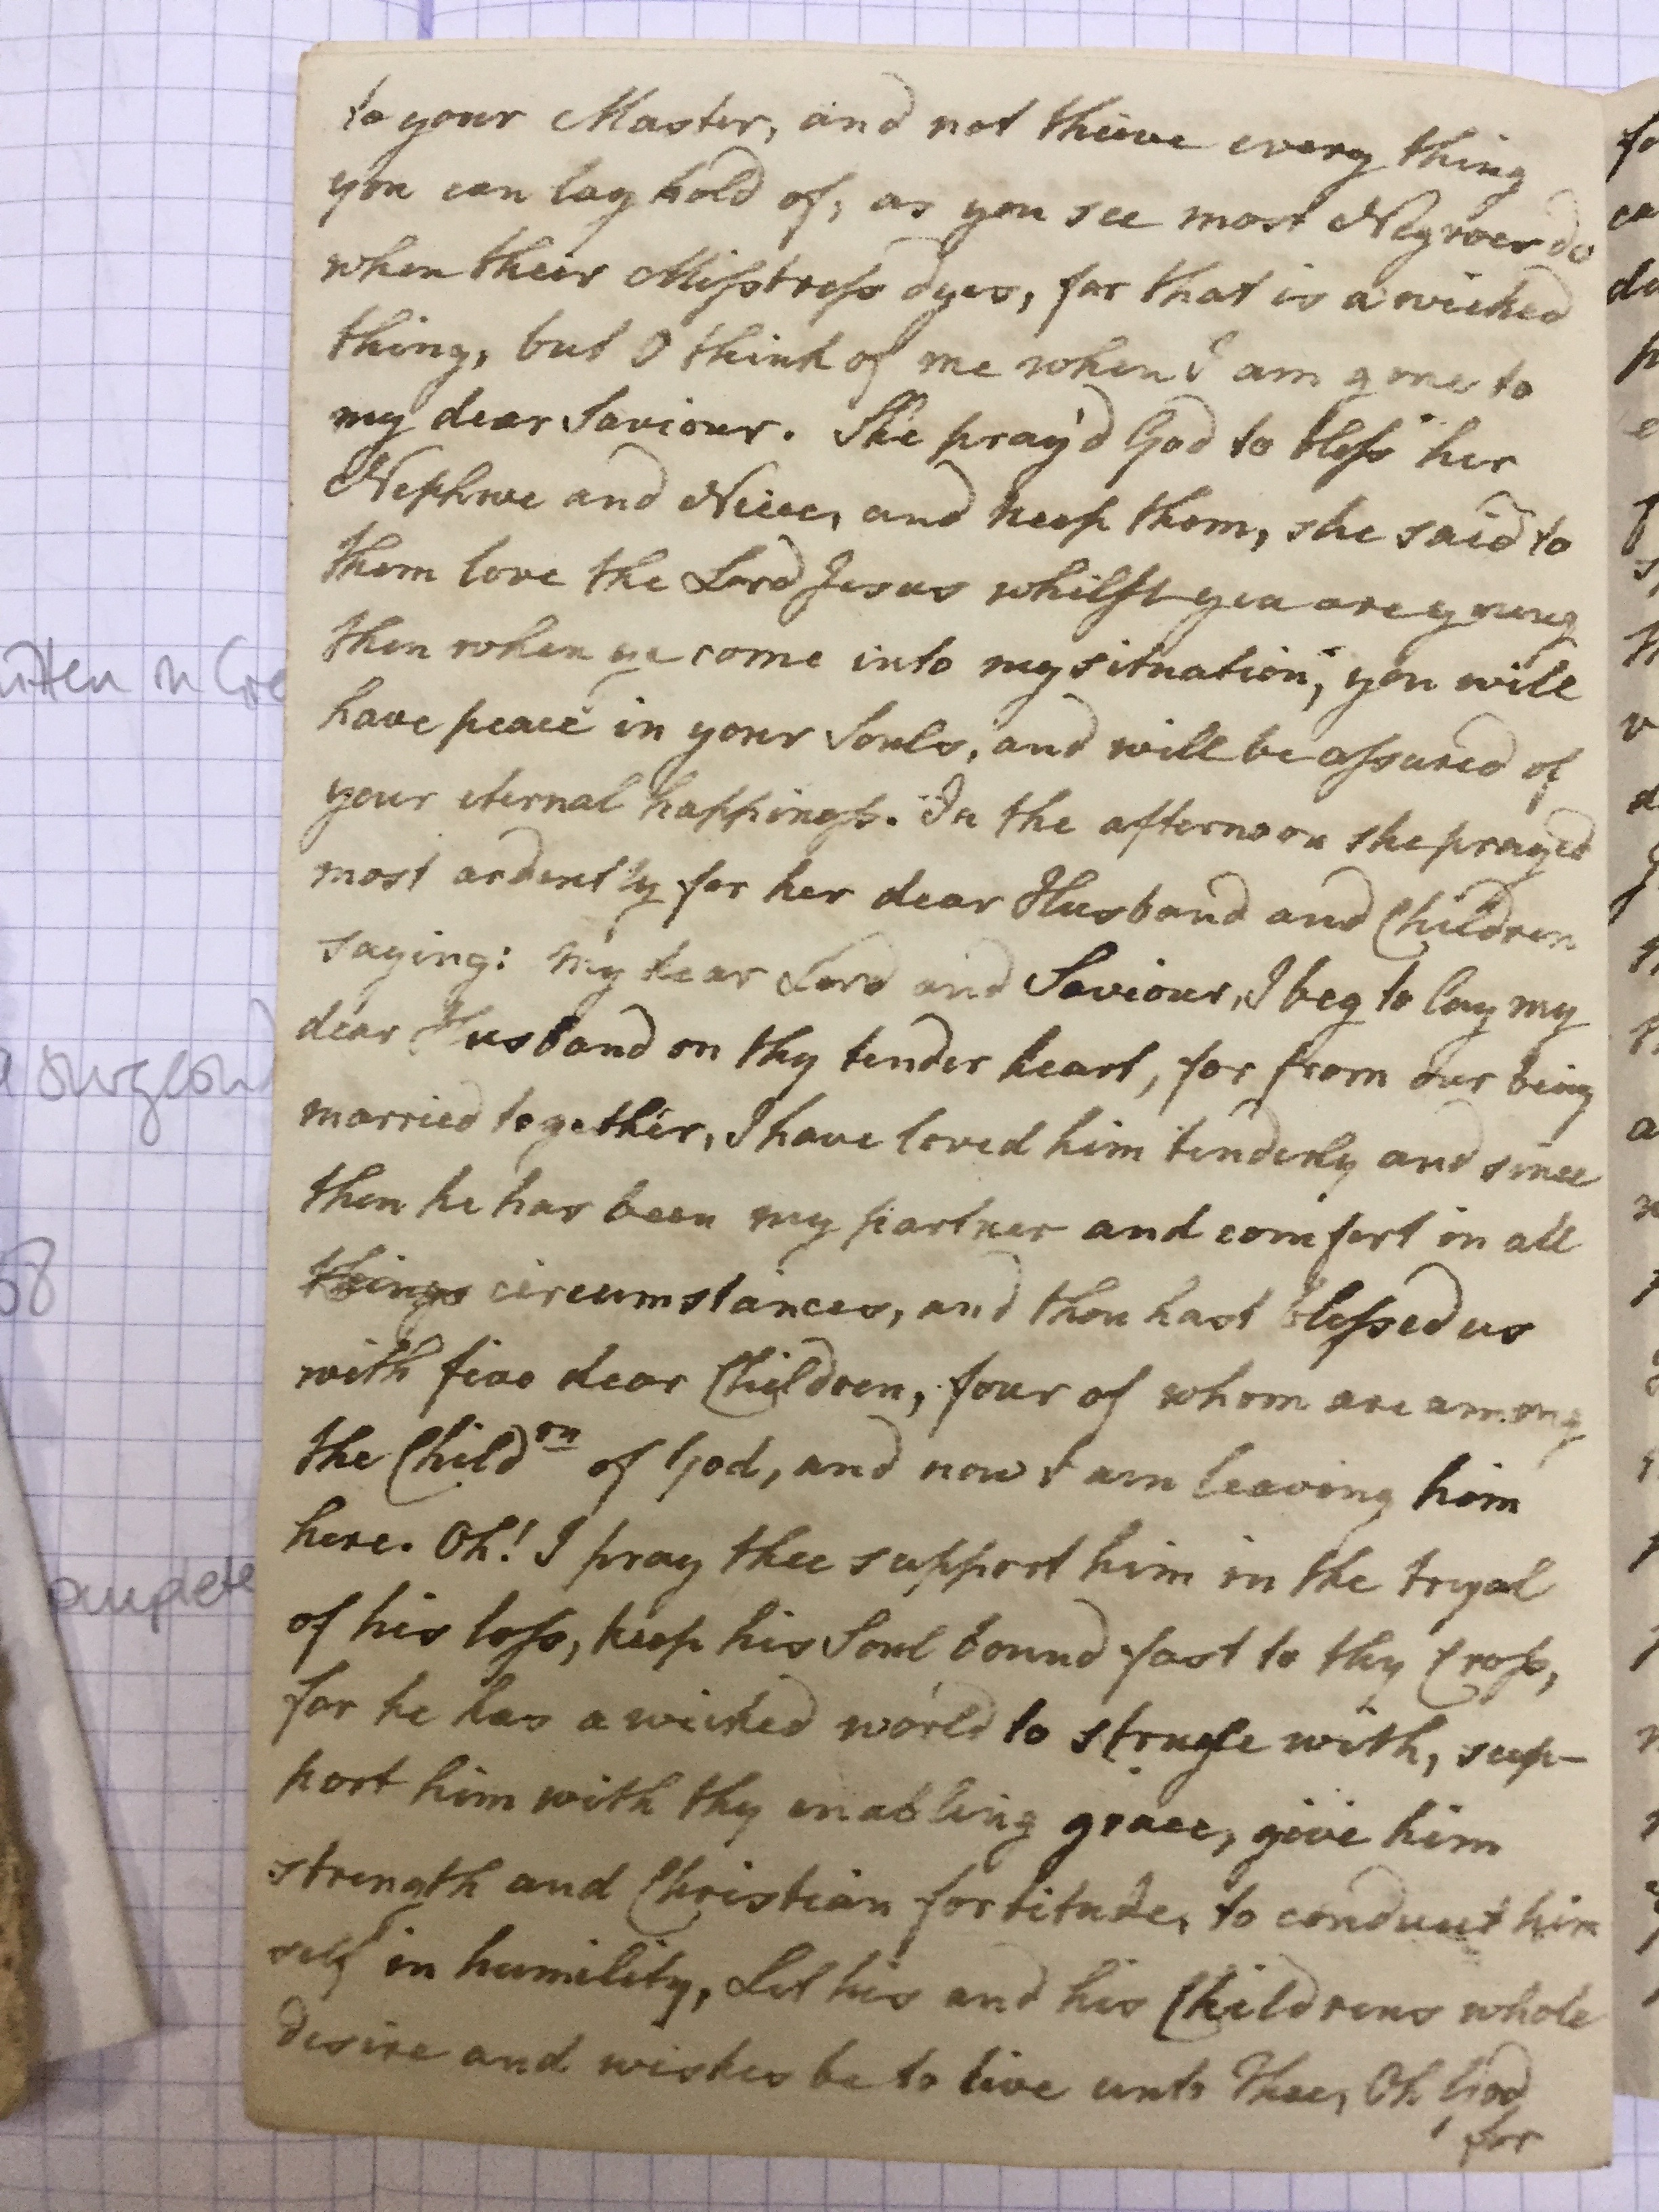 to your Master, and not thieve every thing
you can lay hold of, as you see most Negroes do
when their Misstress dyes, for that is a wicked
thing, but O think of me when I am gone to
my dear Saviour. She pray'd God to bless her
Nephwe and Niece, and keep them, she said to
them love the Lord Jesus whilst you are young
then when ye come into my situation, you will
have peace in your Souls, and will be assured of
your eternal happiness. In the afternoon she prayed
most ardently for her dear Husband and Children
saying: my dear Lord and Saviour, I beg to lay my
dear Husband on thy tender heart, for from our being
married together, I have loved him tenderly and since
then he has been my partner and comfort in all
things circumstances, and thou hast blessed us
with five dear Children, four of whom are among
the Child.ren of God, and now I am leaving him
here. Oh! I pray thee support him in the tryal
of his loss, keep his Soul bound fast to thy Cross,
for he has a wicked world to strugle with, sup-
port him with thy enabling grace, give him
strength and Christian fortitude, to conduct him
self in humility, Let his and his Childrens whole
desire and wishes be to live unto Thee, Oh God
for
surgeon
58